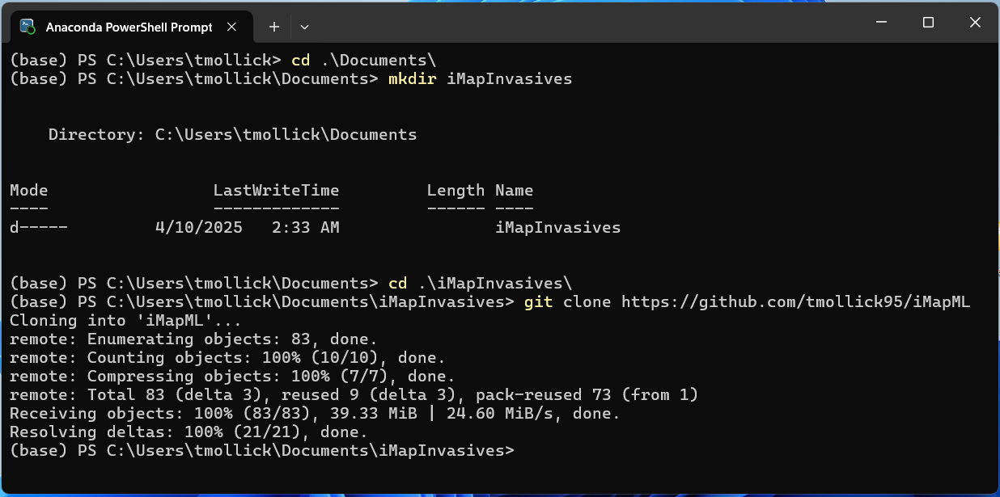 Anaconda PowerShell Prompt
(base) PS C:\Users\tmollick> cd .\Documents\
(base) PS C:\Users\tmollick\Documents> mkdir iMapInvasives
Directory: C:\Users\tmollick\Documents
Mode                 LastWriteTime         Length Name
----                 -------------         ------ ----
d-----         4/10/2025   2:33 AM                iMapInvasives
(base) PS C:\Users\tmollick\Documents> cd .\iMapInvasives\
(base) PS C:\Users\tmollick\Documents\iMapInvasives> git clone https://github.com/tmollick95/iMapML
Cloning into 'iMapML'...
remote: Enumerating objects: 83, done.
remote: Counting objects: 100% (10/10), done.
remote: Compressing objects: 100% (7/7), done.
remote: Total 83 (delta 3), reused 9 (delta 3), pack-reused 73 (from 1)
Receiving objects: 100% (83/83), 39.33 MiB | 24.60 MiB/s, done.
Resolving deltas: 100% (21/21), done.
(base) PS C:\Users\tmollick\Documents\iMapInvasives>